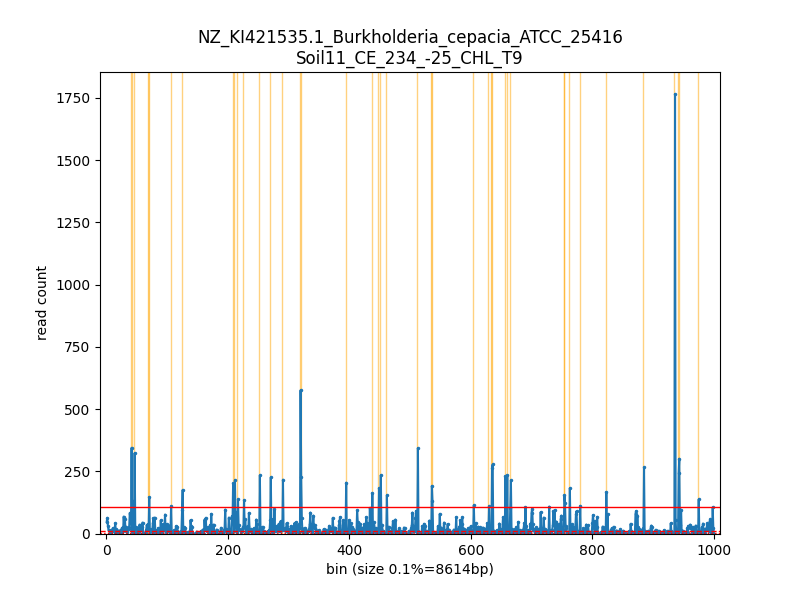 NZ_KI421535.1_Burkholderia_cepacia_ATCC_25416
Soil11_CE_234_-25_CHL_T9
1750
1500
1250
1000
750
500
250
0
read count
0 200 400 600 800 1000
bin (size 0.1%=8614bp)